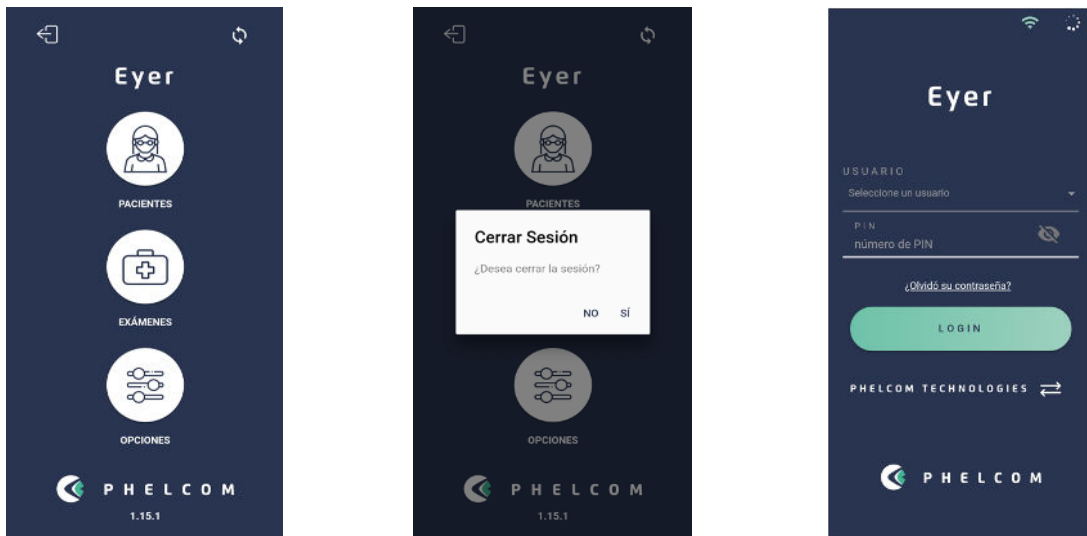 Eyer
PACIENTES
EXÁMENES
OPCIONES
PHELCOM
1.15.1
Eyer
PACIENTES
Cerrar Sesión
¿Desea cerrar la sesión?
NO SÍ
OPCIONES
PHELCOM
1.15.1
Eyer
USUARIO
Seleccione un usuario
PIN
número de PIN
¿Olvidó su contraseña?
LOGIN
PHELCOM TECHNOLOGIES
PHELCOM